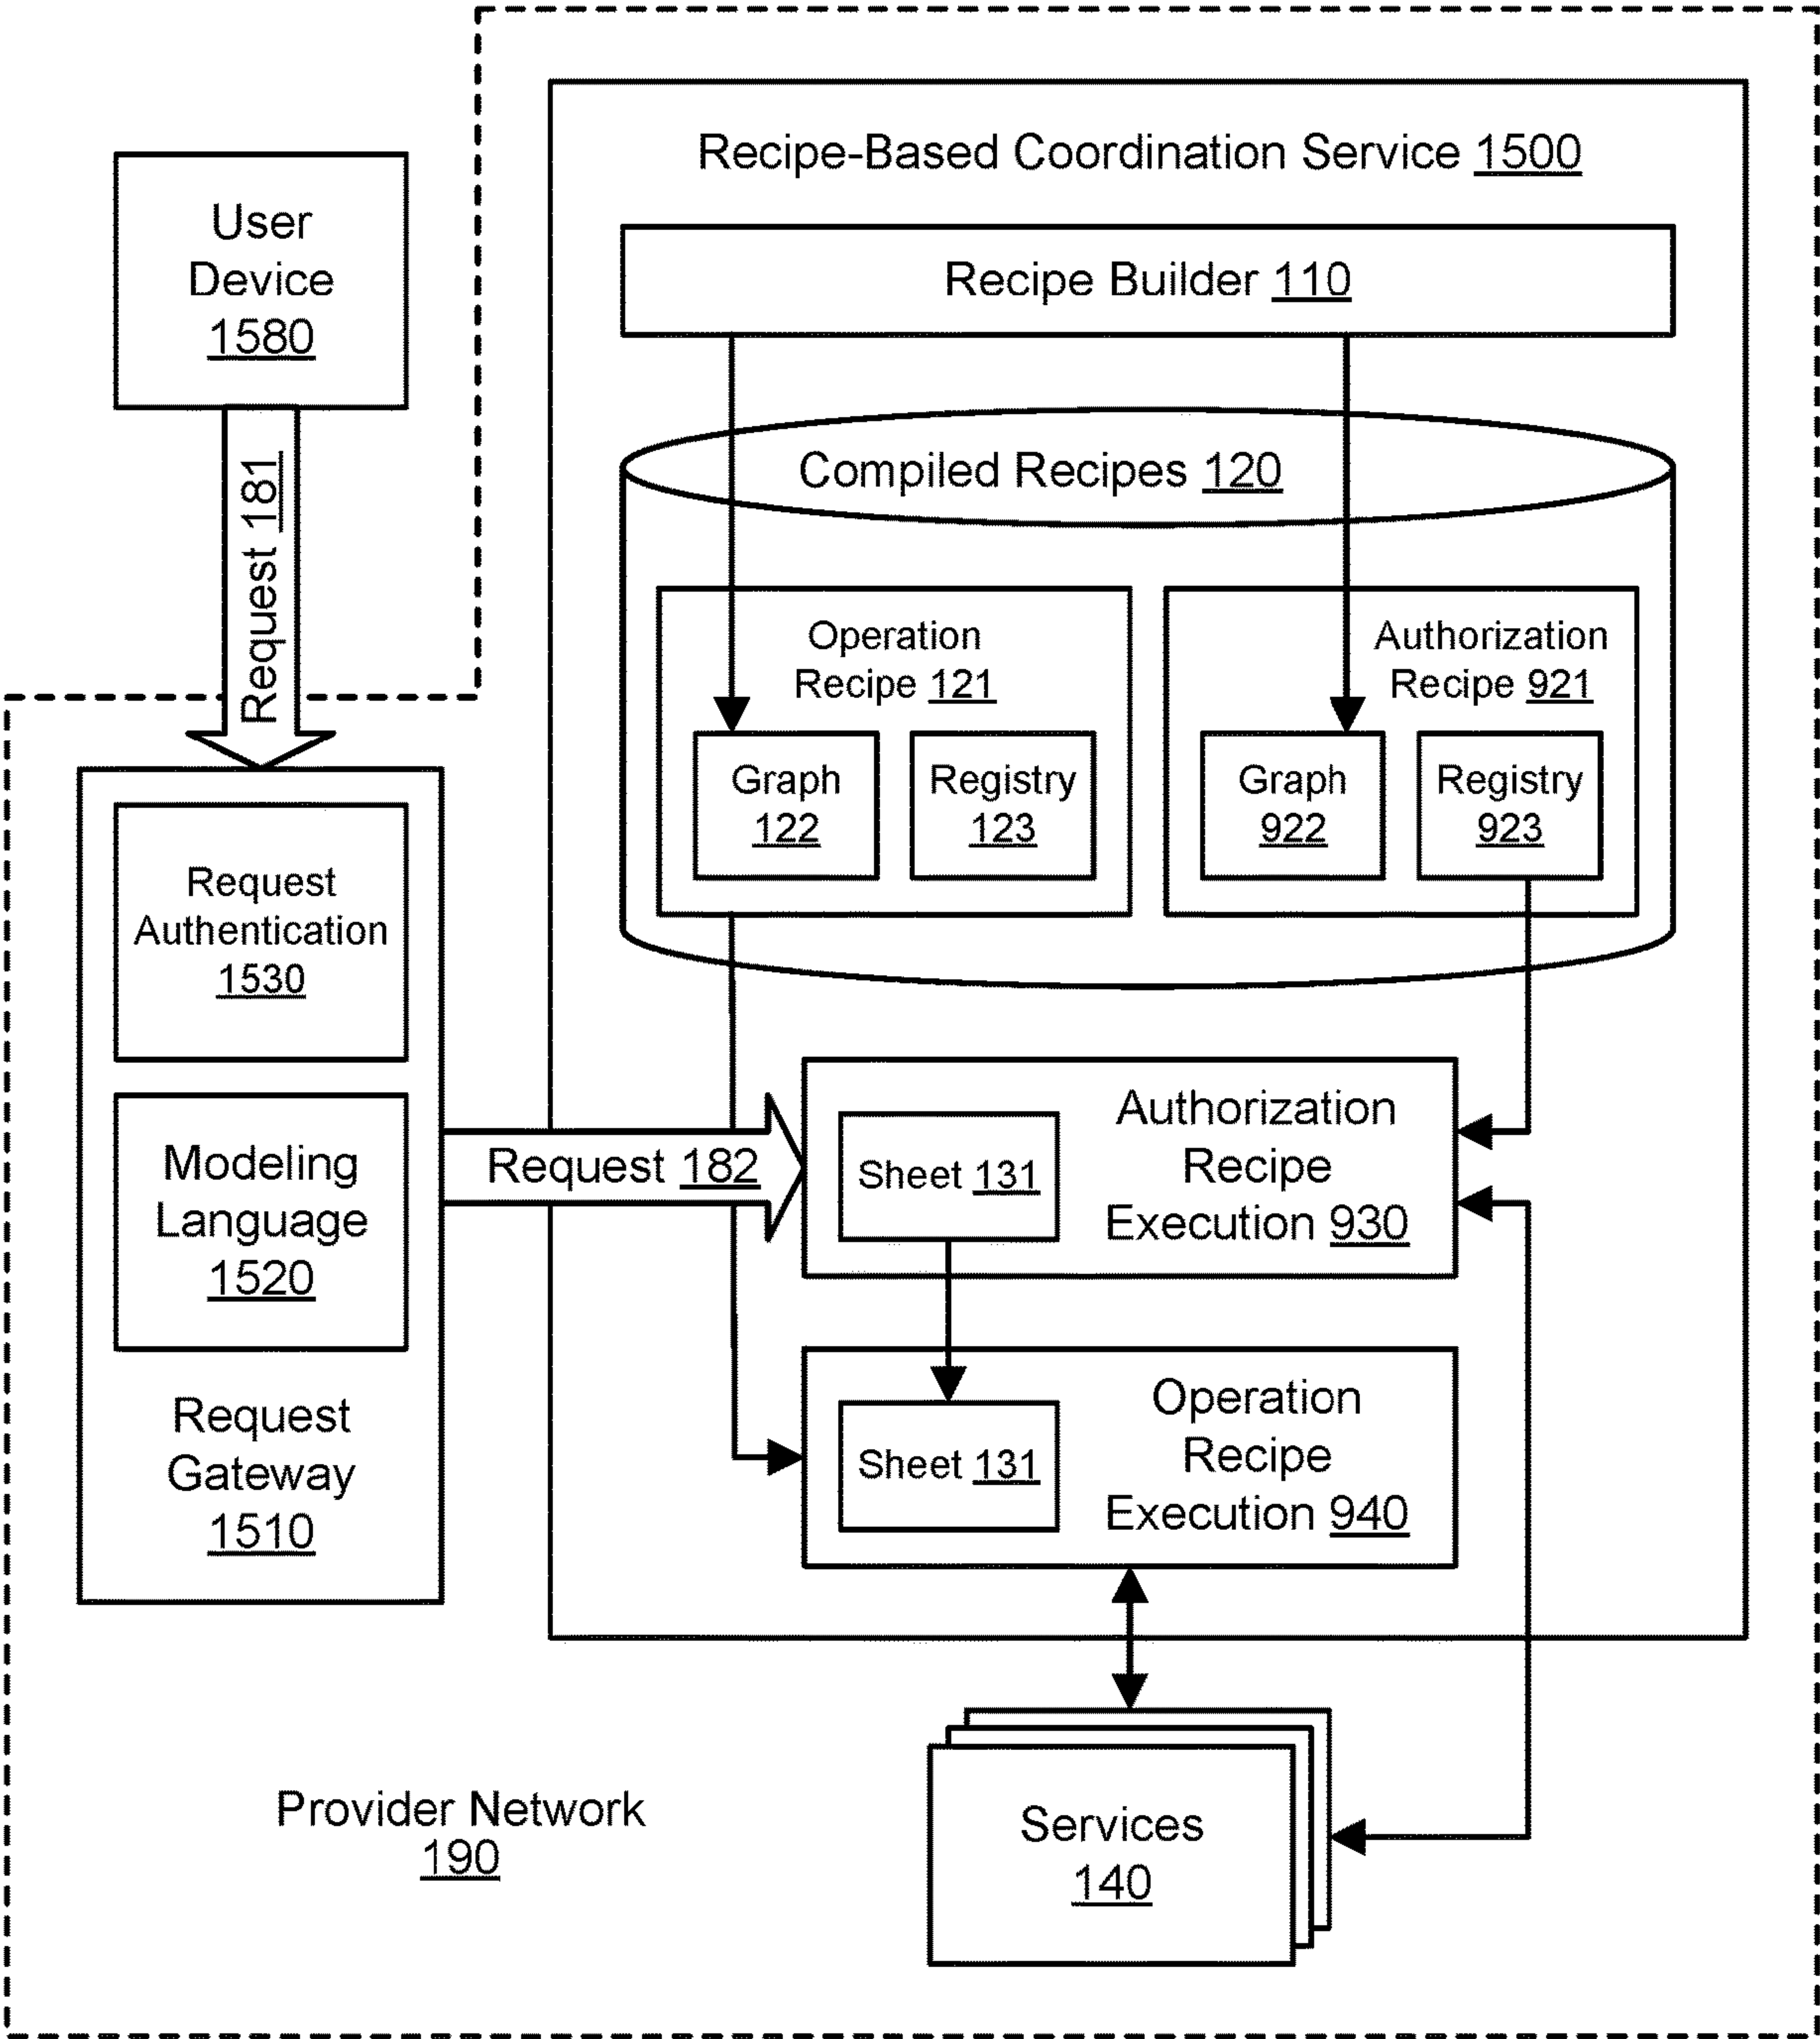 Recipe-Based Coordination Service 1500
User
Device
1580
Request 181
Recipe Builder 110
Compiled Recipes 120
Operation
Recipe 121
Graph
122
Registry
123
Authorization
Recipe 921
Graph
922
Registry
923
Request
Authentication
1530
Modeling
Language
1520
Request
Gateway
1510
Request 182
Sheet 131
Authorization
Recipe
Execution 930
Sheet 131
Operation
Recipe
Execution 940
Provider Network
190
Services
140